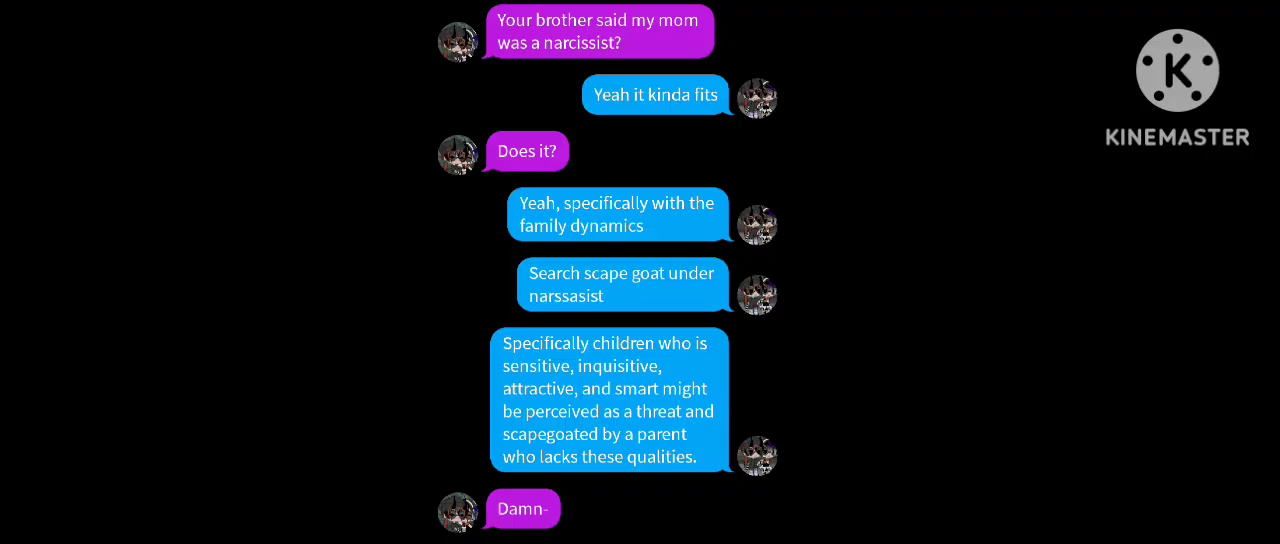 Your brother said my mom
was a narcissist?
Yeah it kinda fits
Does it?
Yeah, specifically with the
family dynamics
Search scape goat under
narssasist
Specifically children who is
sensitive, inquisitive,
attractive, and smart might
be perceived as a threat and
scapegoated by a parent
who lacks these qualities.
Damn-
K
KINEMASTER